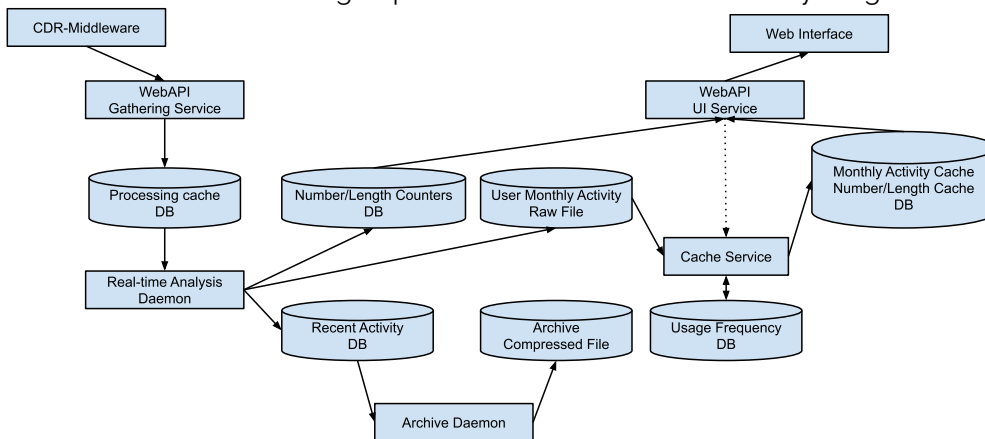 CDR-Middleware
Web Interface
WebAPI
Gathering Service
WebAPI
UI Service
Processing cache
DB
Number/Length Counters
DB
User Monthly Activity
Raw File
Monthly Activity Cache
Number/Length Cache
DB
Cache Service
Real-time Analysis
Daemon
Recent Activity
DB
Archive
Compressed File
Usage Frequency
DB
Archive Daemon